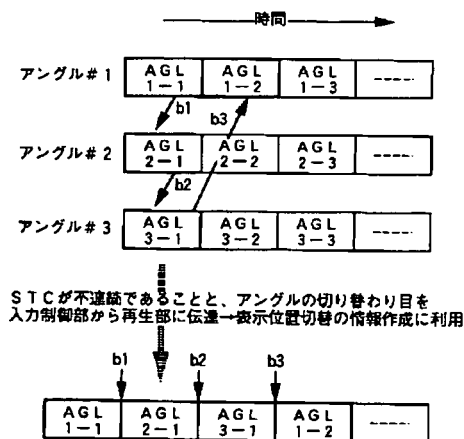 時間
アングル#1
AGL 1-1
AGL 1-2
AGL 1-3
b1
b3
アングル#2
AGL 2-1
AGL 2-2
AGL 2-3
b2
アングル#3
AGL 3-1
AGL 3-2
AGL 3-3
STCが不連続であることと、アングルの切り替わり目を
入力制御部から再生部に伝達→表示位置切替の情報作成に利用
b1
b2
b3
AGL 1-1
AGL 2-1
AGL 3-1
AGL 1-2